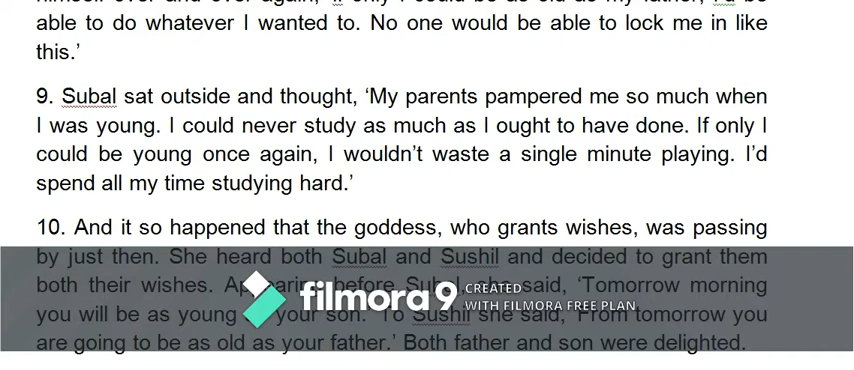 himself over and over again, ‘If only I could be as old as my father, I’d be
able to do whatever I wanted to. No one would be able to lock me in like
this.’
9. Subal sat outside and thought, ‘My parents pampered me so much when
I was young. I could never study as much as I ought to have done. If only I
could be young once again, I wouldn’t waste a single minute playing. I’d
spend all my time studying hard.’
10. And it so happened that the goddess, who grants wishes, was passing
by just then. She heard both Subal and Sushil and decided to grant them
both their wishes. Appearing before Subal, she said, ‘Tomorrow morning
you will be as young your son.’ To Sushil she said, ‘From tomorrow you
are going to be as old as your father.’ Both father and son were delighted.
filmora9
CREATED
WITH FILMORA FREE PLAN